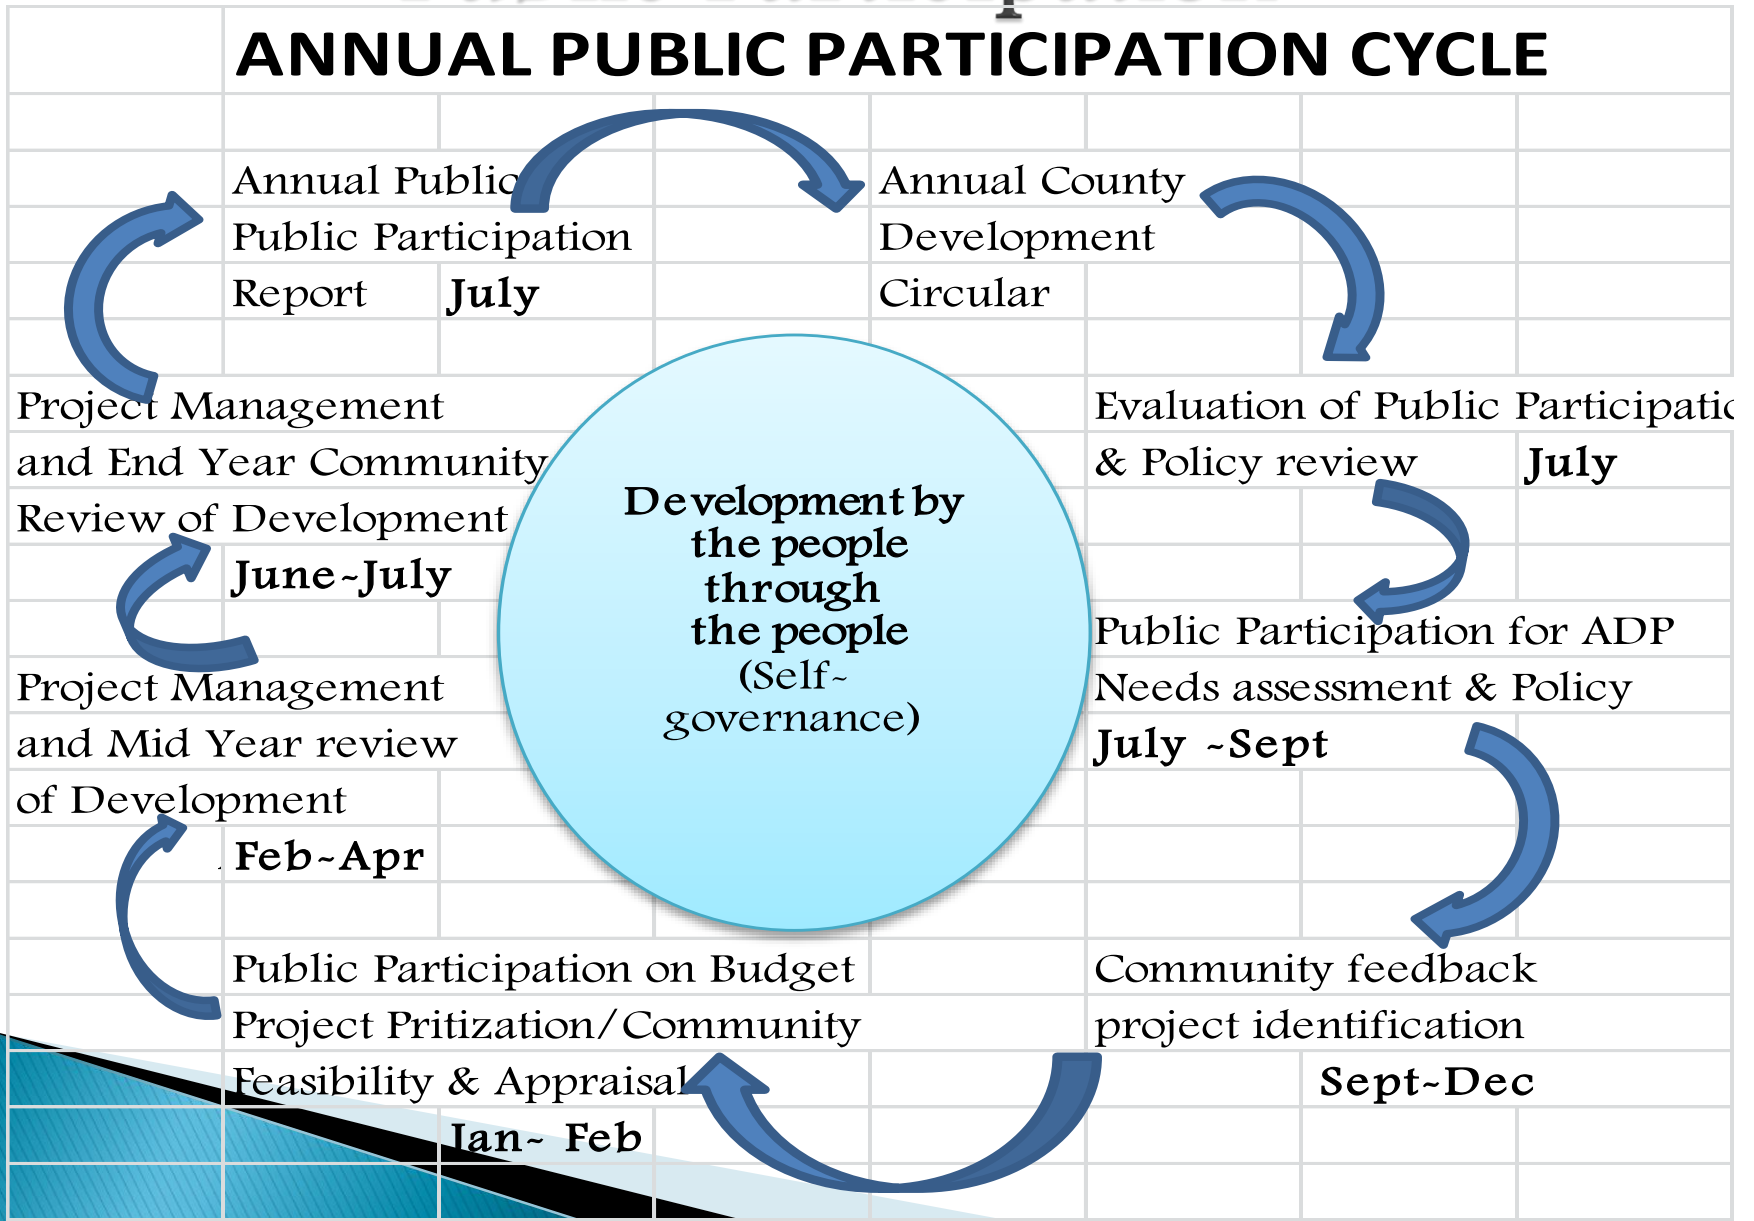 Public Participation
ANNUAL PUBLIC PARTICIPATION CYCLE
Annual Public
Public Participation
Report July
Annual County
Development
Circular
Evaluation of Public Participatio
& Policy review July
Public Participation for ADP
Needs assessment & Policy
July ~Sept
Community feedback
project identification
Sept~Dec
Public Participation on Budget
Project Pritization/Community
Feasibility & Appraisal
Jan~ Feb
Project Management
and Mid Year review
of Development
Feb~Apr
Project Management
and End Year Community
Review of Development
June~July
Development by
the people
through
the people
(Self~
governance)